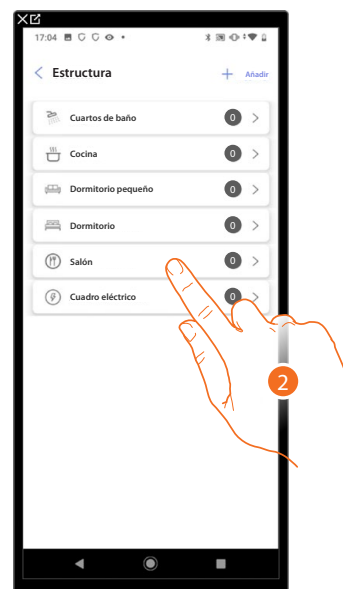 17:04
Estructura
Añadir
Cuartos de baño 0
Cocina 0
Dormitorio pequeño 0
Dormitorio 0
Salón 0
Cuadro eléctrico 0
2